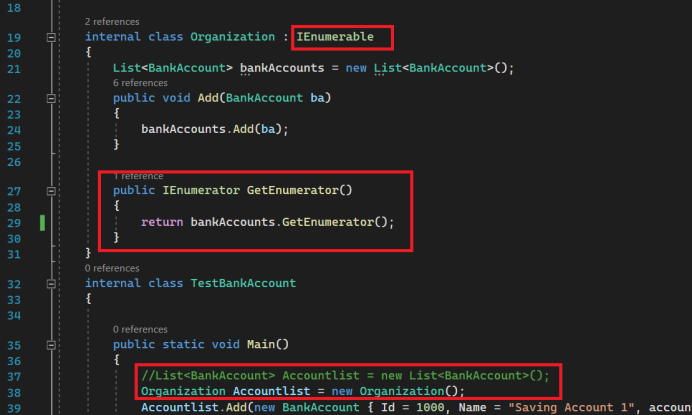 18
2 references
19 internal class Organization : IEnumerable
20 {
21 List<BankAccount> bankAccounts = new List<BankAccount>();
6 references
22 public void Add(BankAccount ba)
23 {
24 bankAccounts.Add(ba);
25 }
26
1 reference
27 public IEnumerator GetEnumerator()
28 {
29 return bankAccounts.GetEnumerator();
30 }
31 }
0 references
32 internal class TestBankAccount
33 {
34
0 references
35 public static void Main()
36 {
37 //List<BankAccount> Accountlist = new List<BankAccount>();
38 Organization Accountlist = new Organization();
39 Accountlist.Add(new BankAccount { Id = 1000, Name = "Saving Account 1", accoun